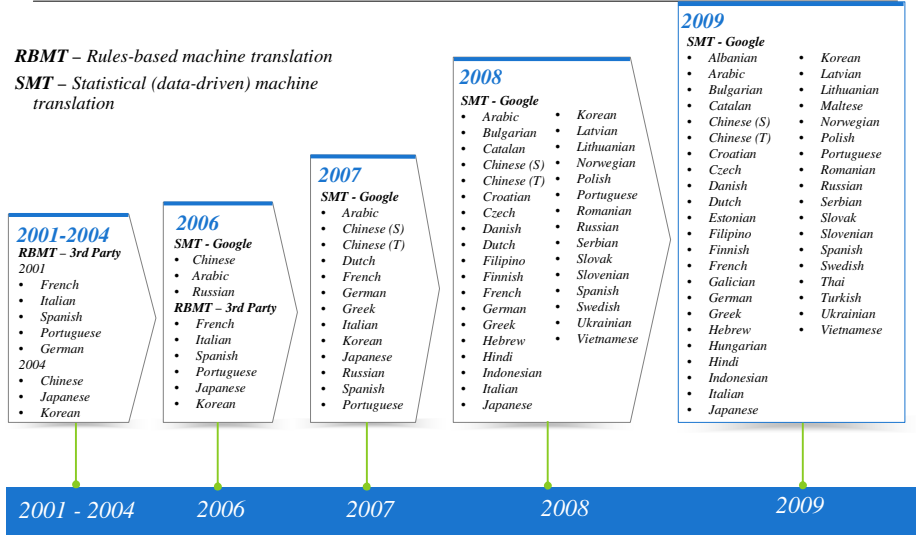 RBMT – Rules-based machine translation
SMT – Statistical (data-driven) machine
translation
2001-2004
RBMT – 3rd Party
2001
• French
• Italian
• Spanish
• Portuguese
• German
2004
• Chinese
• Japanese
• Korean
2006
SMT - Google
• Chinese
• Arabic
• Russian
RBMT – 3rd Party
• French
• Italian
• Spanish
• Portuguese
• Japanese
• Korean
2007
SMT - Google
• Arabic
• Chinese (S)
• Chinese (T)
• Dutch
• French
• German
• Greek
• Italian
• Korean
• Japanese
• Russian
• Spanish
• Portuguese
2008
SMT - Google
• Arabic
• Bulgarian
• Catalan
• Chinese (S)
• Chinese (T)
• Croatian
• Czech
• Danish
• Dutch
• Filipino
• Finnish
• French
• German
• Greek
• Hebrew
• Hindi
• Indonesian
• Italian
• Japanese
• Korean
• Latvian
• Lithuanian
• Norwegian
• Polish
• Portuguese
• Romanian
• Russian
• Serbian
• Slovak
• Slovenian
• Spanish
• Swedish
• Ukrainian
• Vietnamese
2009
SMT - Google
• Albanian
• Arabic
• Bulgarian
• Catalan
• Chinese (S)
• Chinese (T)
• Croatian
• Czech
• Danish
• Dutch
• Estonian
• Filipino
• Finnish
• French
• Galician
• German
• Greek
• Hebrew
• Hungarian
• Hindi
• Indonesian
• Italian
• Japanese
• Korean
• Latvian
• Lithuanian
• Maltese
• Norwegian
• Polish
• Portuguese
• Romanian
• Russian
• Serbian
• Slovak
• Slovenian
• Spanish
• Swedish
• Thai
• Turkish
• Ukrainian
• Vietnamese
2001 - 2004
2006
2007
2008
2009